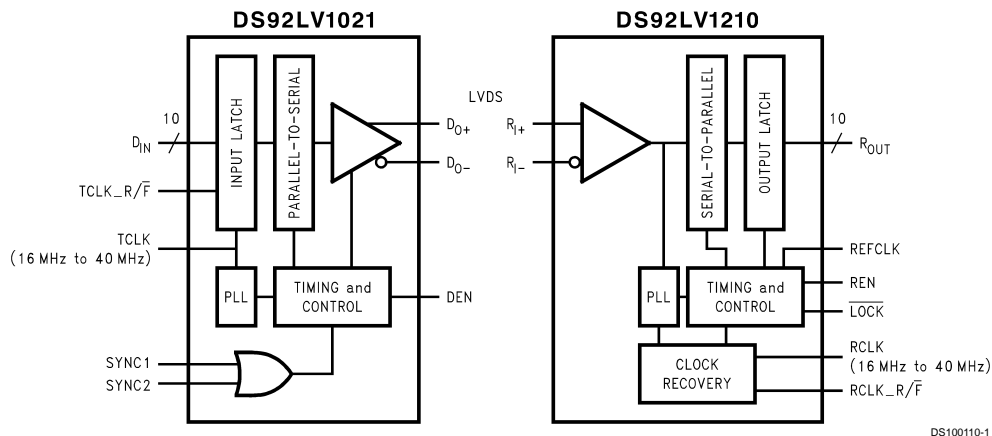 DS92LV1021
DS92LV1210
10
D_IN
TCLK_R/F̅
TCLK
(16 MHz to 40 MHz)
SYNC1
SYNC2
INPUT LATCH
PARALLEL-TO-SERIAL
PLL
TIMING and
CONTROL
LVDS
D_O+
D_O−
DEN
R_I+
R_I−
SERIAL-TO-PARALLEL
OUTPUT LATCH
PLL
TIMING and
CONTROL
CLOCK
RECOVERY
10
R_OUT
REFCLK
REN
L̅O̅C̅K̅
RCLK
(16 MHz to 40 MHz)
RCLK_R/F̅
DS100110-1